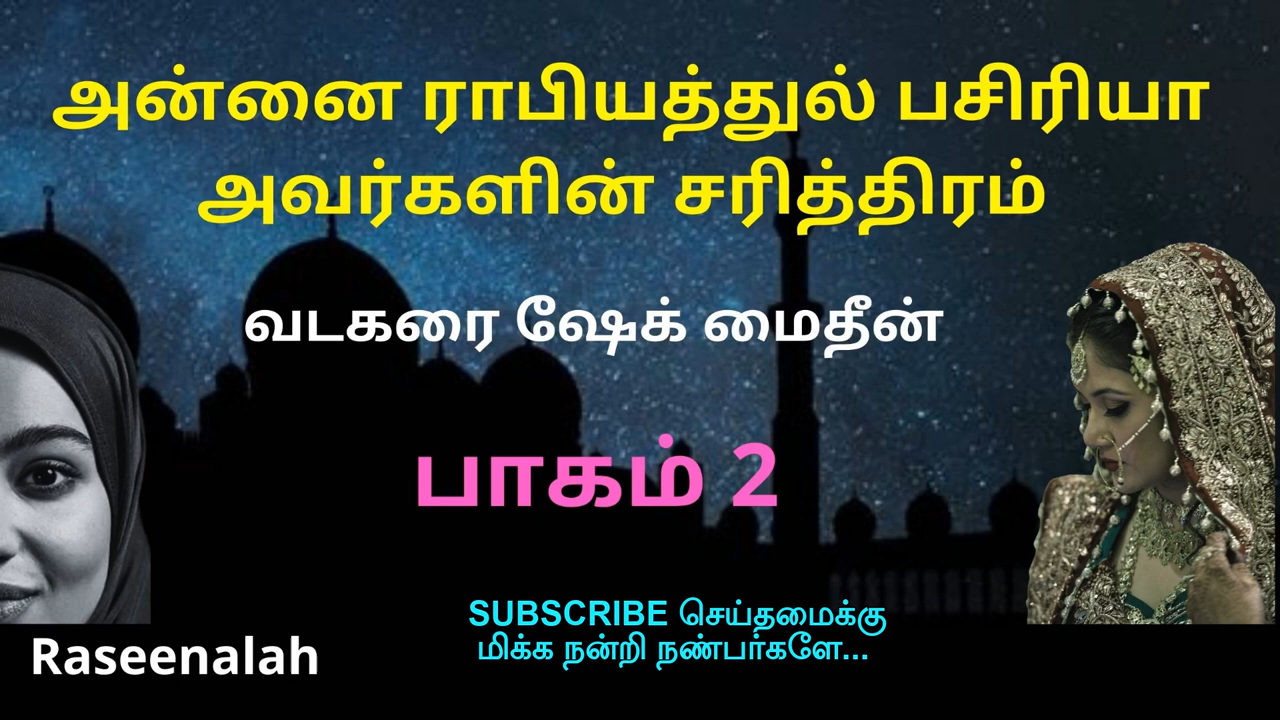 அன்னை ராபியத்துல் பசிரியா
அவர்களின் சரித்திரம்
வடகரை ஷேக் மைதீன்
பாகம் 2
SUBSCRIBE செய்தமைக்கு
மிக்க நன்றி நண்பர்களே...
Raseenalah